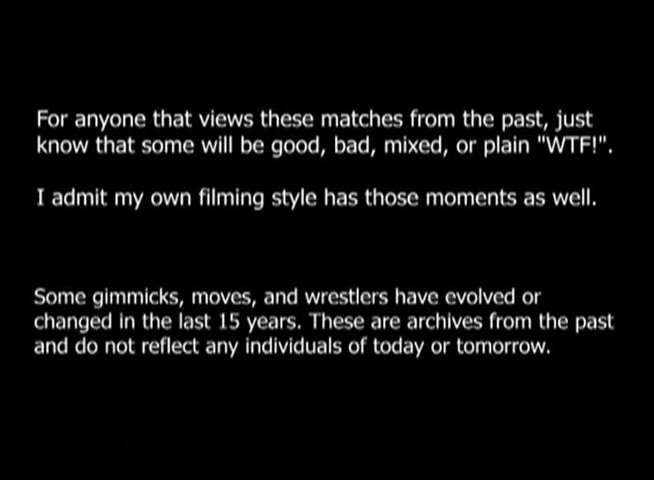 For anyone that views these matches from the past, just
know that some will be good, bad, mixed, or plain "WTF!".
I admit my own filming style has those moments as well.
Some gimmicks, moves, and wrestlers have evolved or
changed in the last 15 years. These are archives from the past
and do not reflect any individuals of today or tomorrow.